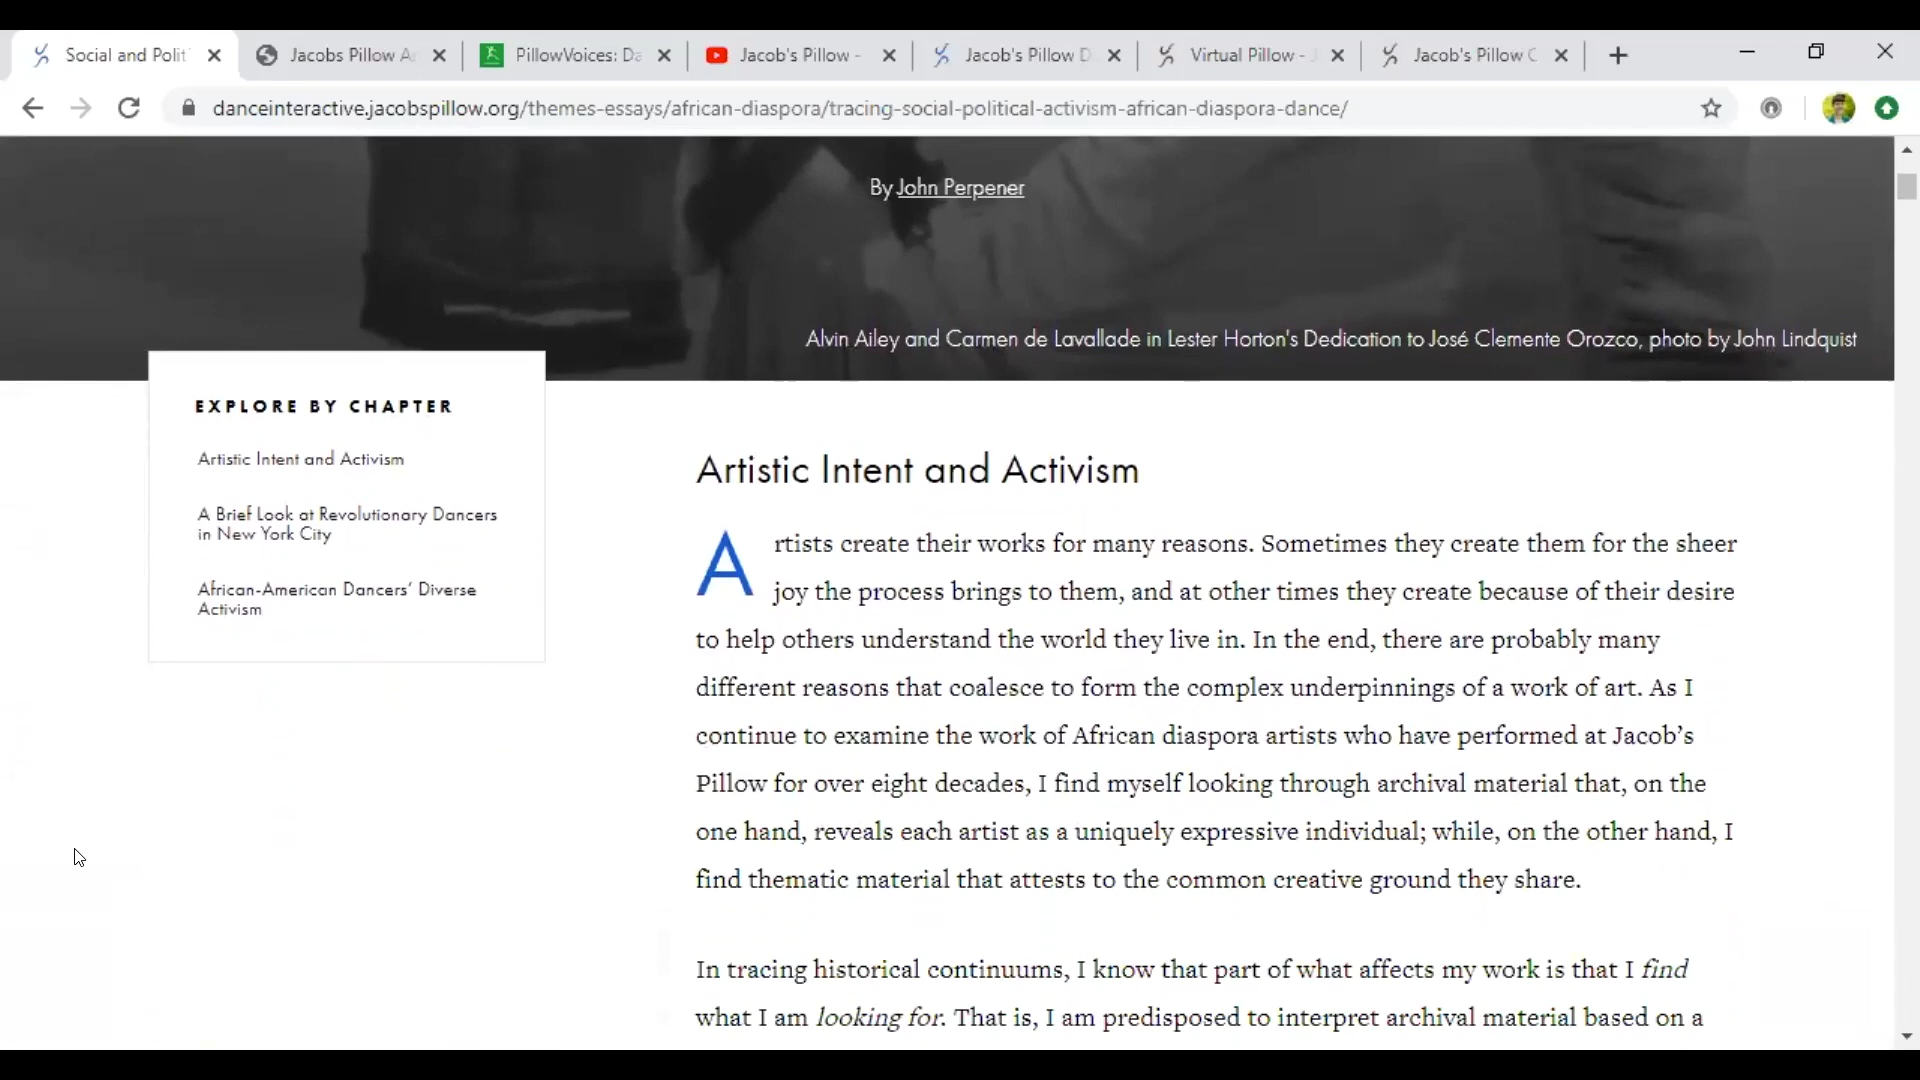 Social and Polit
Jacobs Pillow A
PillowVoices: Da
Jacob's Pillow -
Jacob's Pillow D
Virtual Pillow -
Jacob's Pillow C
danceinteractive.jacobspillow.org/themes-essays/african-diaspora/tracing-social-political-activism-african-diaspora-dance/
By John Perpener
Alvin Ailey and Carmen de Lavallade in Lester Horton's Dedication to José Clemente Orozco, photo by John Lindquist
EXPLORE BY CHAPTER
Artistic Intent and Activism
A Brief Look at Revolutionary Dancers
in New York City
African-American Dancers’ Diverse
Activism
Artistic Intent and Activism
Artists create their works for many reasons. Sometimes they create them for the sheer
joy the process brings to them, and at other times they create because of their desire
to help others understand the world they live in. In the end, there are probably many
different reasons that coalesce to form the complex underpinnings of a work of art. As I
continue to examine the work of African diaspora artists who have performed at Jacob’s
Pillow for over eight decades, I find myself looking through archival material that, on the
one hand, reveals each artist as a uniquely expressive individual; while, on the other hand, I
find thematic material that attests to the common creative ground they share.
In tracing historical continuums, I know that part of what affects my work is that I find
what I am looking for. That is, I am predisposed to interpret archival material based on a